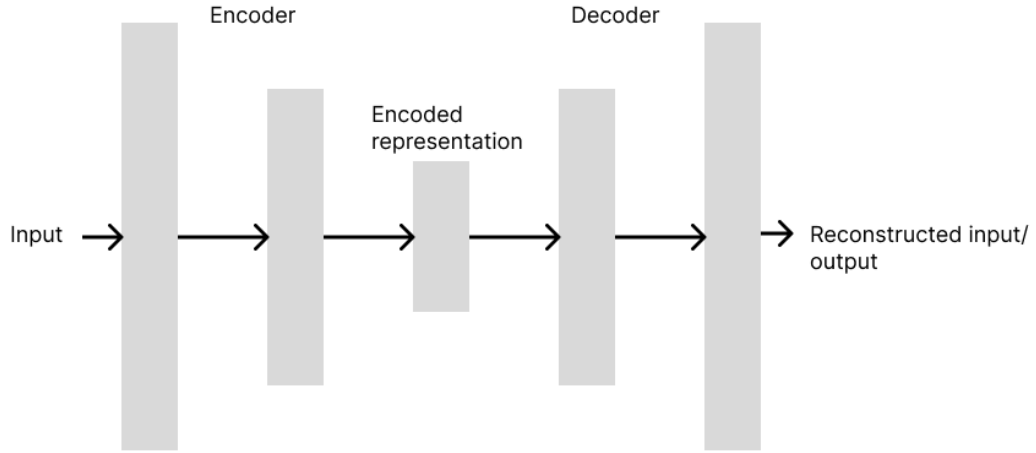 Encoder
Decoder
Encoded
representation
Input
Reconstructed input/
output